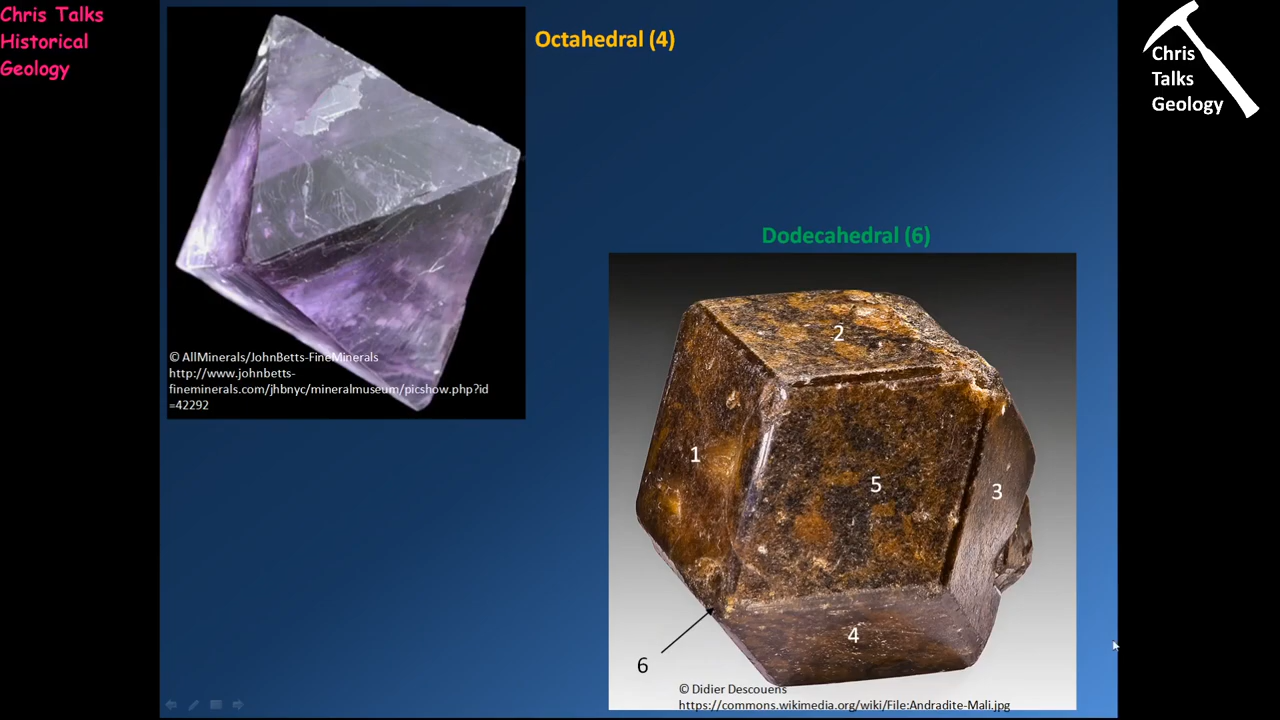 Chris Talks
Historical
Geology
Octahedral (4)
Chris
Talks
Geology
© AllMinerals/JohnBetts-FineMinerals
http://www.johnbetts-
fineminerals.com/jhbnyc/mineralmuseum/picshow.php?id
=42292
Dodecahedral (6)
2
1
5
3
4
6
© Didier Descouens
https://commons.wikimedia.org/wiki/File:Andradite-Mali.jpg